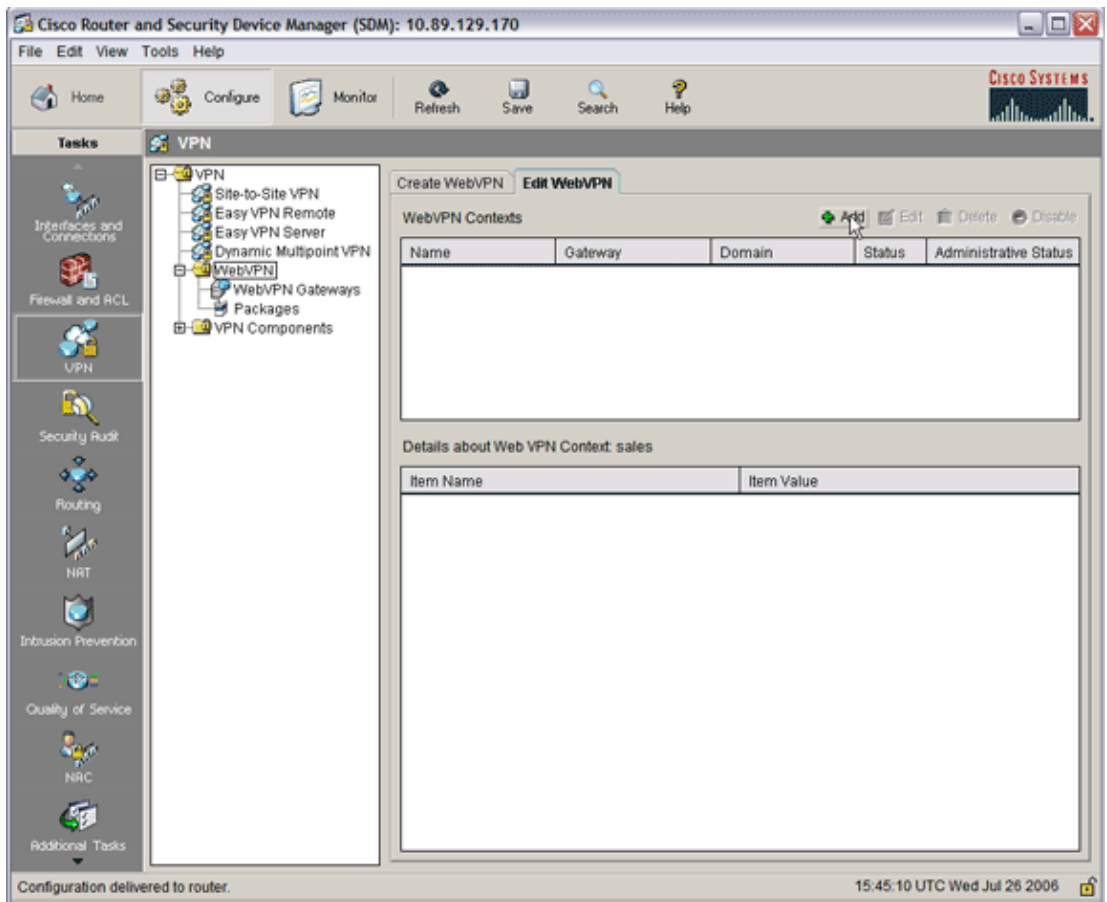 Cisco Router and Security Device Manager (SDM): 10.89.129.170
File Edit View Tools Help
Home
Configure
Monitor
Refresh
Save
Search
Help
CISCO SYSTEMS
Tasks
VPN
Interfaces and
Connections
Firewall and ACL
VPN
Security Audit
Routing
NAT
Intrusion Prevention
Quality of Service
NAC
Additional Tasks
VPN
Site-to-Site VPN
Easy VPN Remote
Easy VPN Server
Dynamic Multipoint VPN
WebVPN
WebVPN Gateways
Packages
VPN Components
Create WebVPN
Edit WebVPN
WebVPN Contexts
Add
Edit
Delete
Disable
Name Gateway Domain Status Administrative Status
Details about Web VPN Context: sales
Item Name Item Value
Configuration delivered to router.
15:45:10 UTC Wed Jul 26 2006